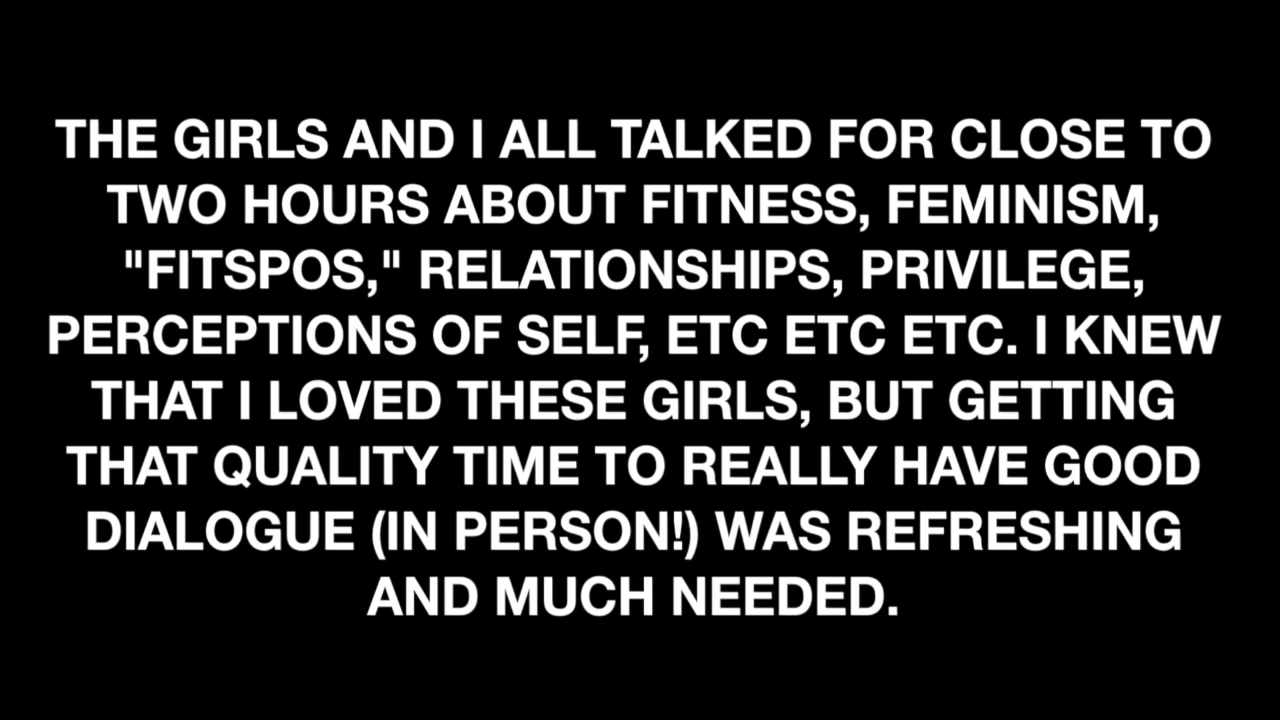 THE GIRLS AND I ALL TALKED FOR CLOSE TO
TWO HOURS ABOUT FITNESS, FEMINISM,
"FITSPOS," RELATIONSHIPS, PRIVILEGE,
PERCEPTIONS OF SELF, ETC ETC ETC. I KNEW
THAT I LOVED THESE GIRLS, BUT GETTING
THAT QUALITY TIME TO REALLY HAVE GOOD
DIALOGUE (IN PERSON!) WAS REFRESHING
AND MUCH NEEDED.